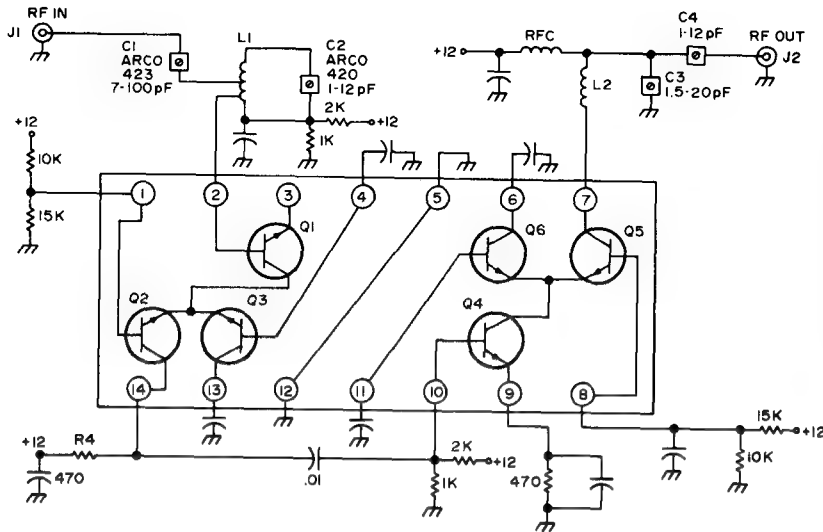 RF IN
J1
C1
ARCO
423
7-100pF
L1
C2
ARCO
420
1-12pF
2K
+12
1K
+12
RFC
C4
1-12pF
RF OUT
J2
L2
C3
1.5-20pF
+12
10K
15K
1
2
3
4
5
6
7
Q1
Q6
Q5
Q2
Q3
Q4
14
13
12
11
10
9
8
+12
R4
470
.01
2K
+12
1K
470
15K
+12
10K